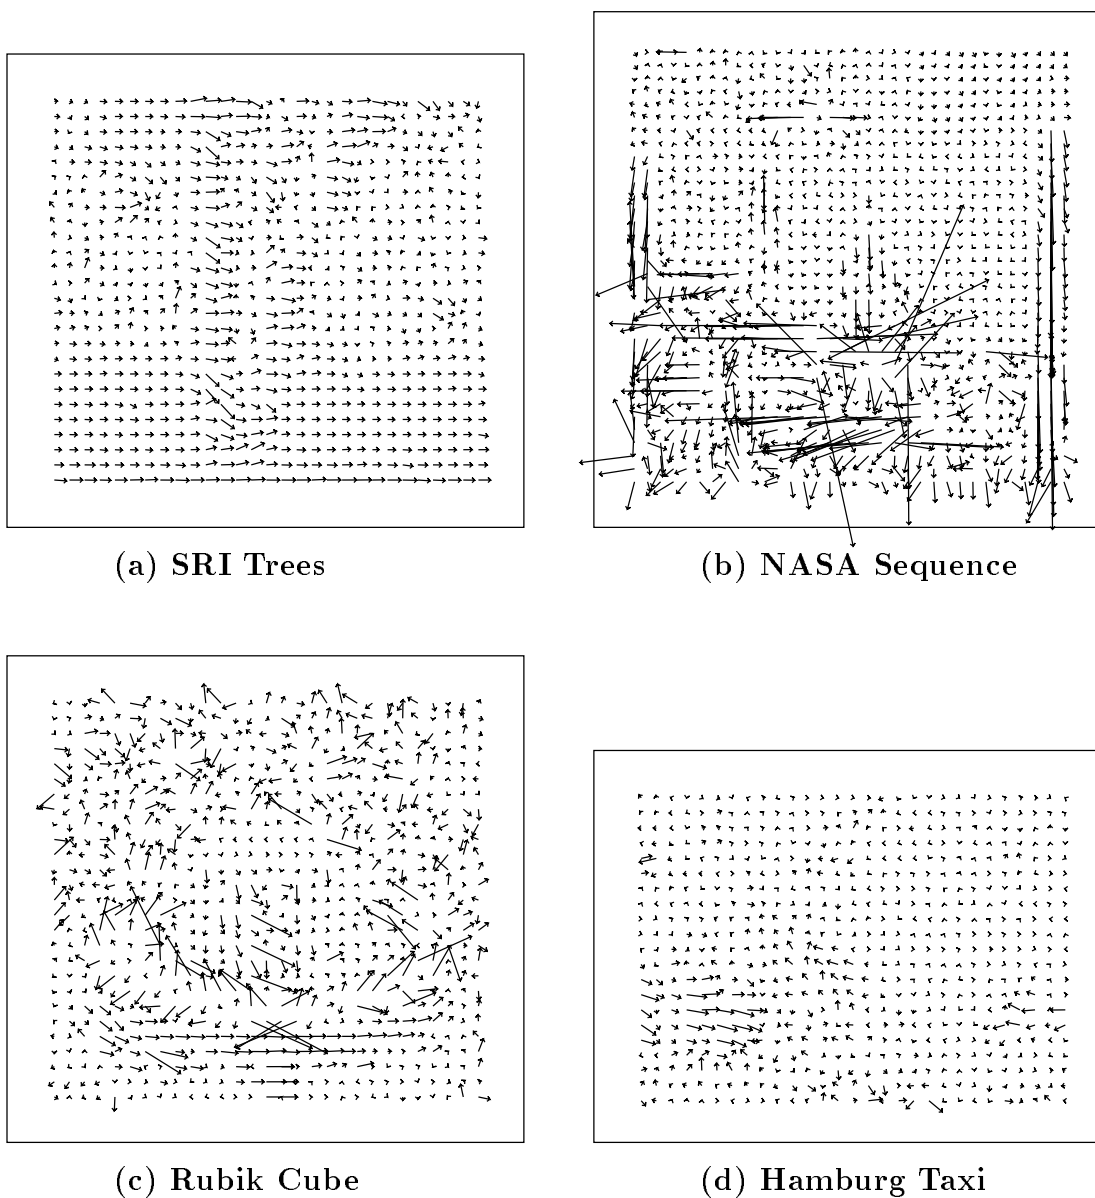 (a) SRI Trees
(b) NASA Sequence
(c) Rubik Cube
(d) Hamburg Taxi